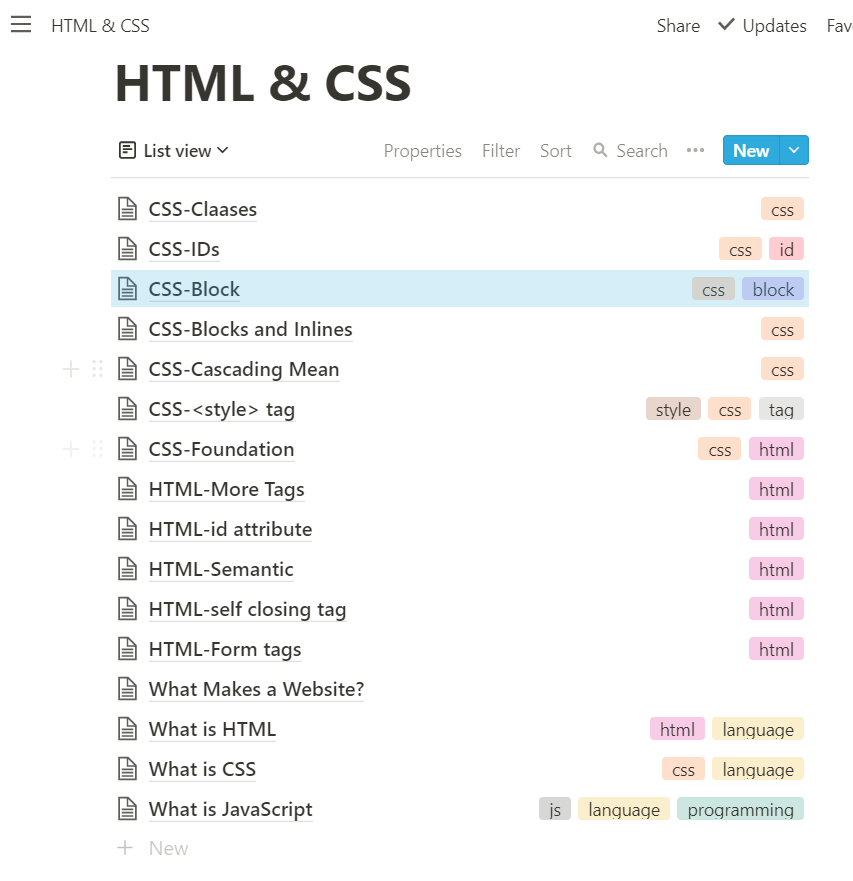 HTML & CSS Share Updates Fav
HTML & CSS
List view Properties Filter Sort Search New
CSS-Claases css
CSS-IDs css id
CSS-Block css block
CSS-Blocks and Inlines css
CSS-Cascading Mean css
CSS-<style> tag style css tag
CSS-Foundation css html
HTML-More Tags html
HTML-id attribute html
HTML-Semantic html
HTML-self closing tag html
HTML-Form tags html
What Makes a Website?
What is HTML html language
What is CSS css language
What is JavaScript js language programming
New